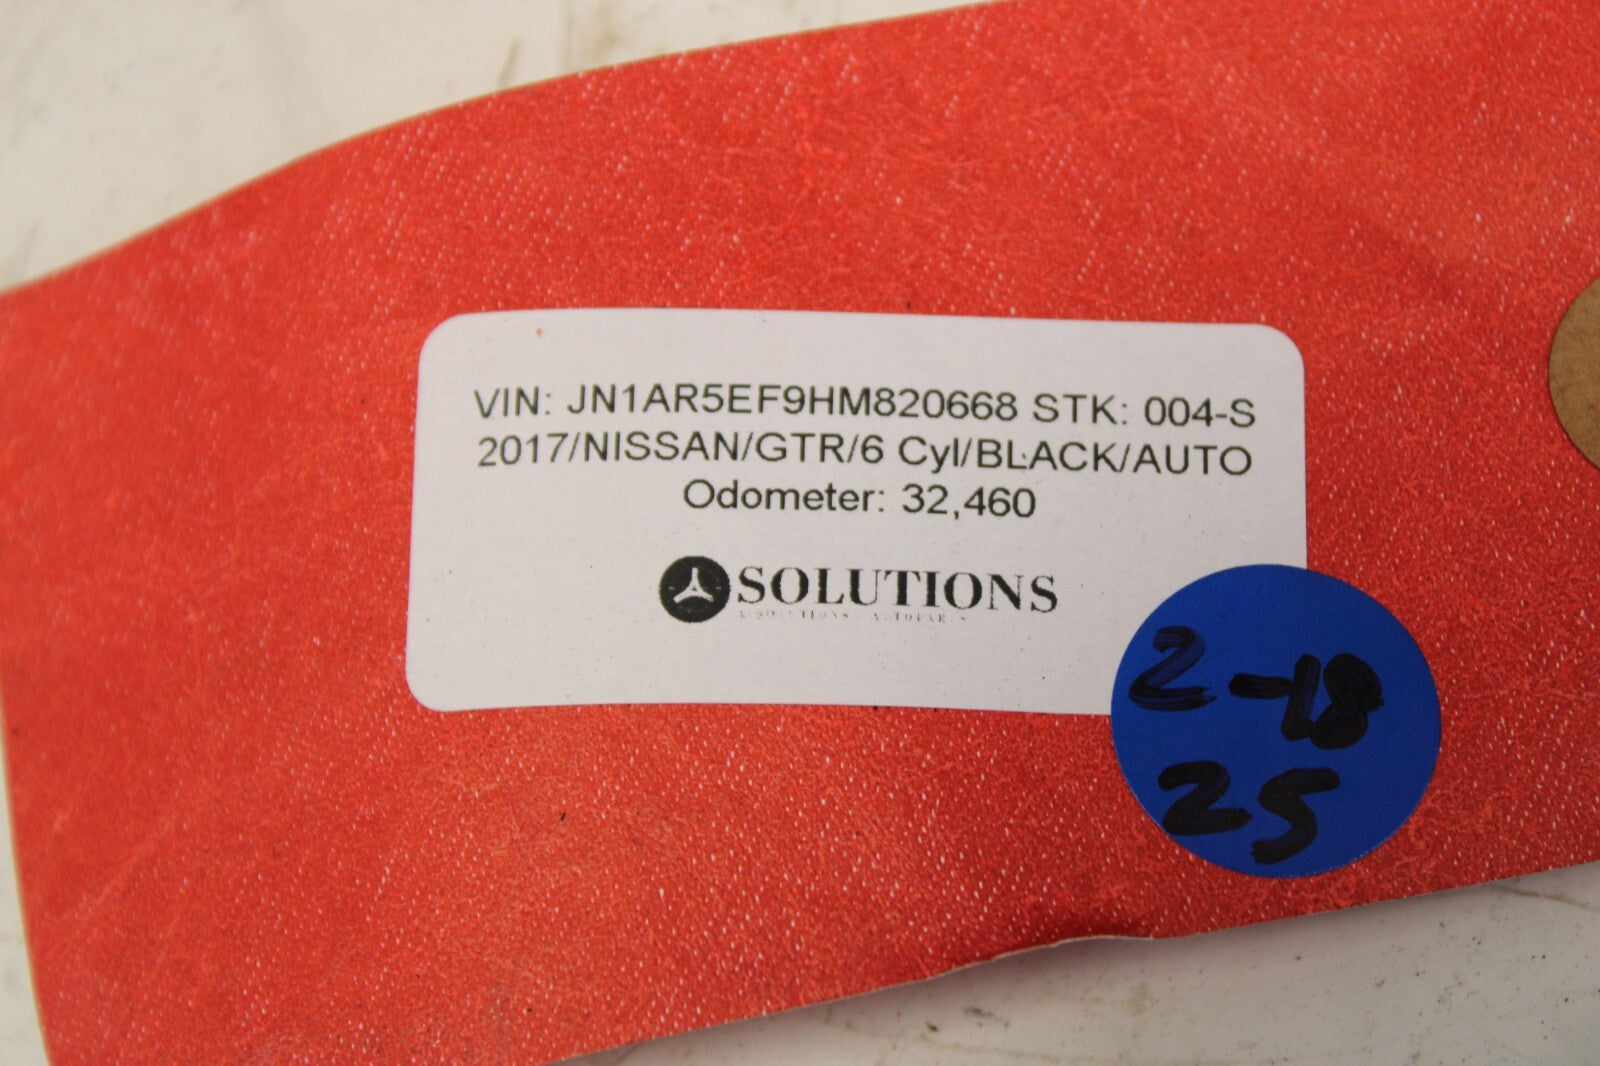 VIN: JN1AR5EF9HM820668 STK: 004-S
2017/NISSAN/GTR/6 Cyl/BLACK/AUTO
Odometer: 32,460
SOLUTIONS
2-18
25